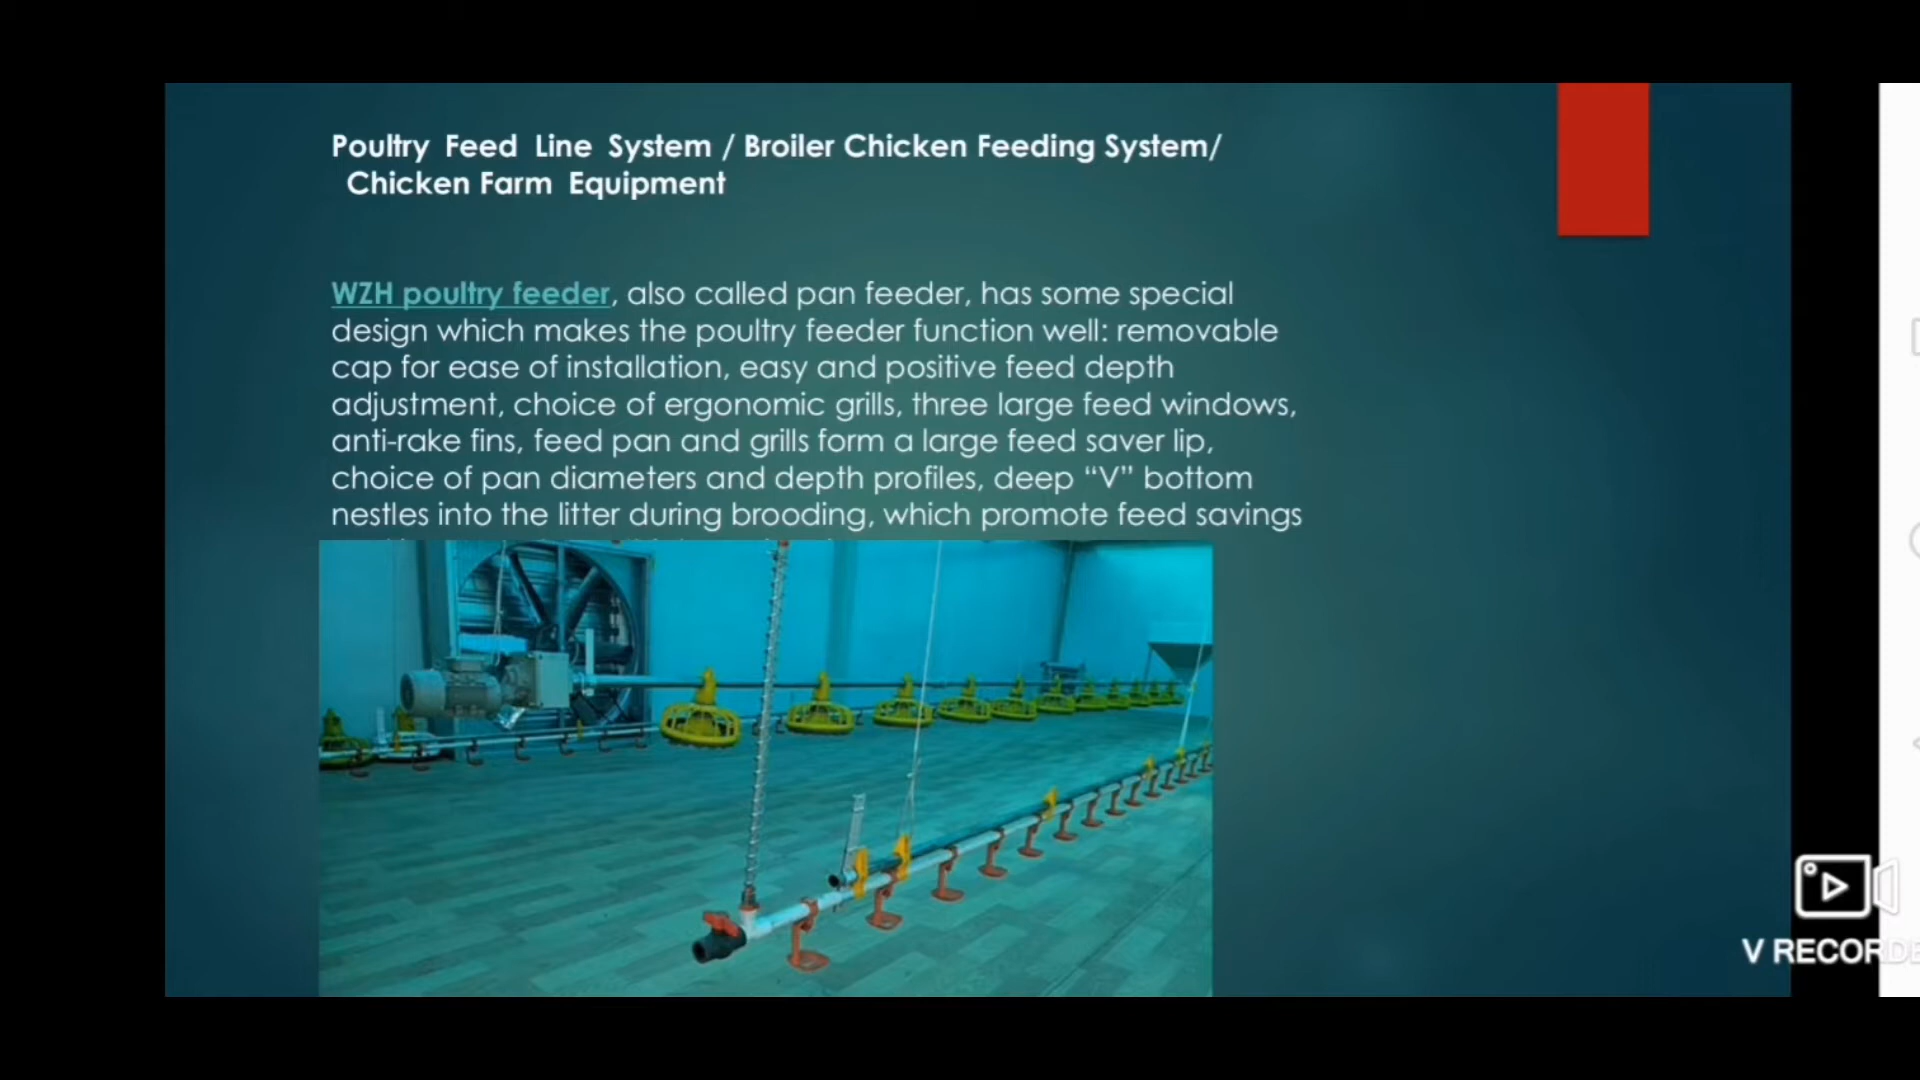 Poultry Feed Line System / Broiler Chicken Feeding System/
Chicken Farm Equipment
WZH poultry feeder, also called pan feeder, has some special
design which makes the poultry feeder function well: removable
cap for ease of installation, easy and positive feed depth
adjustment, choice of ergonomic grills, three large feed windows,
anti-rake fins, feed pan and grills form a large feed saver lip,
choice of pan diameters and depth profiles, deep “V” bottom
nestles into the litter during brooding, which promote feed savings
V RECORDE